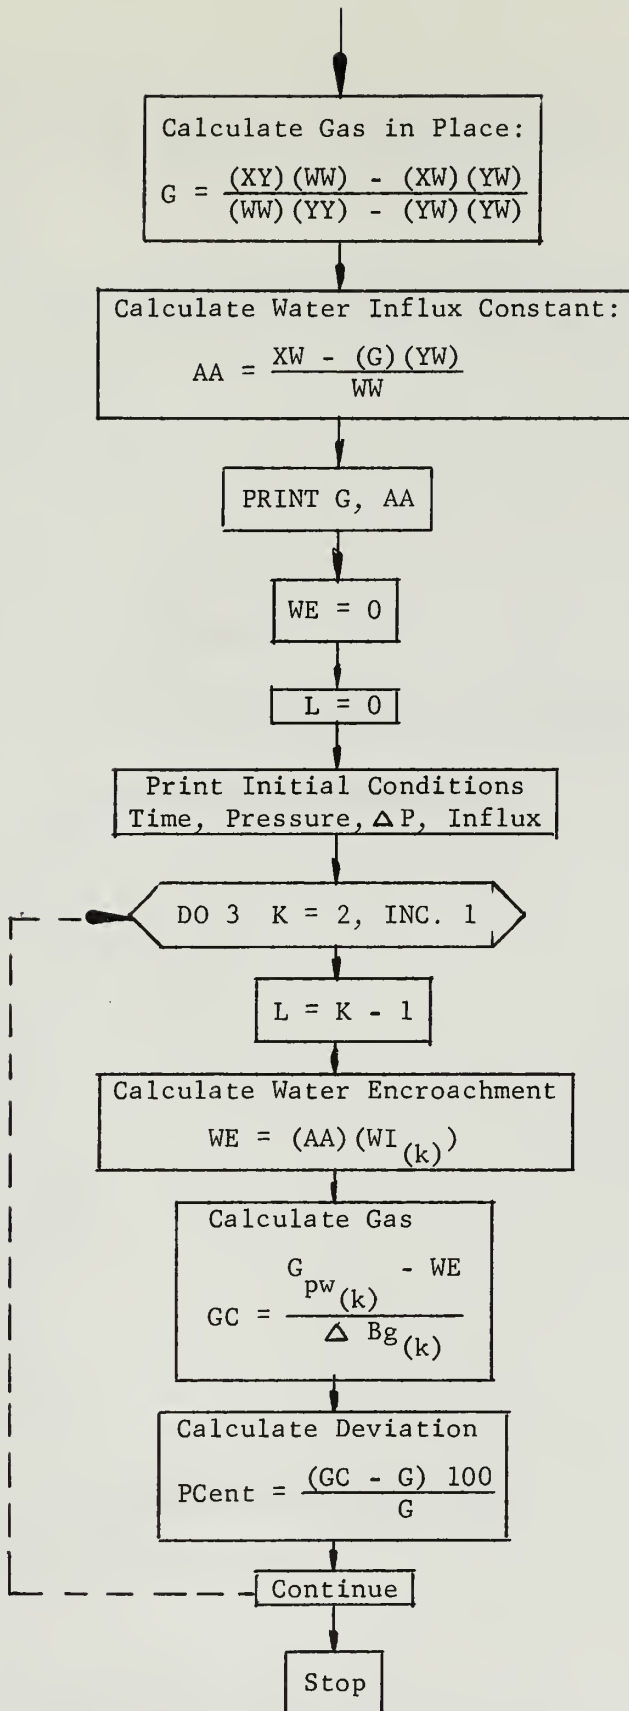 Calculate Gas in Place:
G = (XY)(WW) - (XW)(YW) / (WW)(YY) - (YW)(YW)
Calculate Water Influx Constant:
AA = XW - (G)(YW) / WW
PRINT G, AA
WE = 0
L = 0
Print Initial Conditions
Time, Pressure, Δ P, Influx
DO 3 K = 2, INC. 1
L = K - 1
Calculate Water Encroachment
WE = (AA)(WI(k))
Calculate Gas
GC = Gpw(k) - WE / Δ Bg(k)
Calculate Deviation
PCent = (GC - G) 100 / G
Continue
Stop